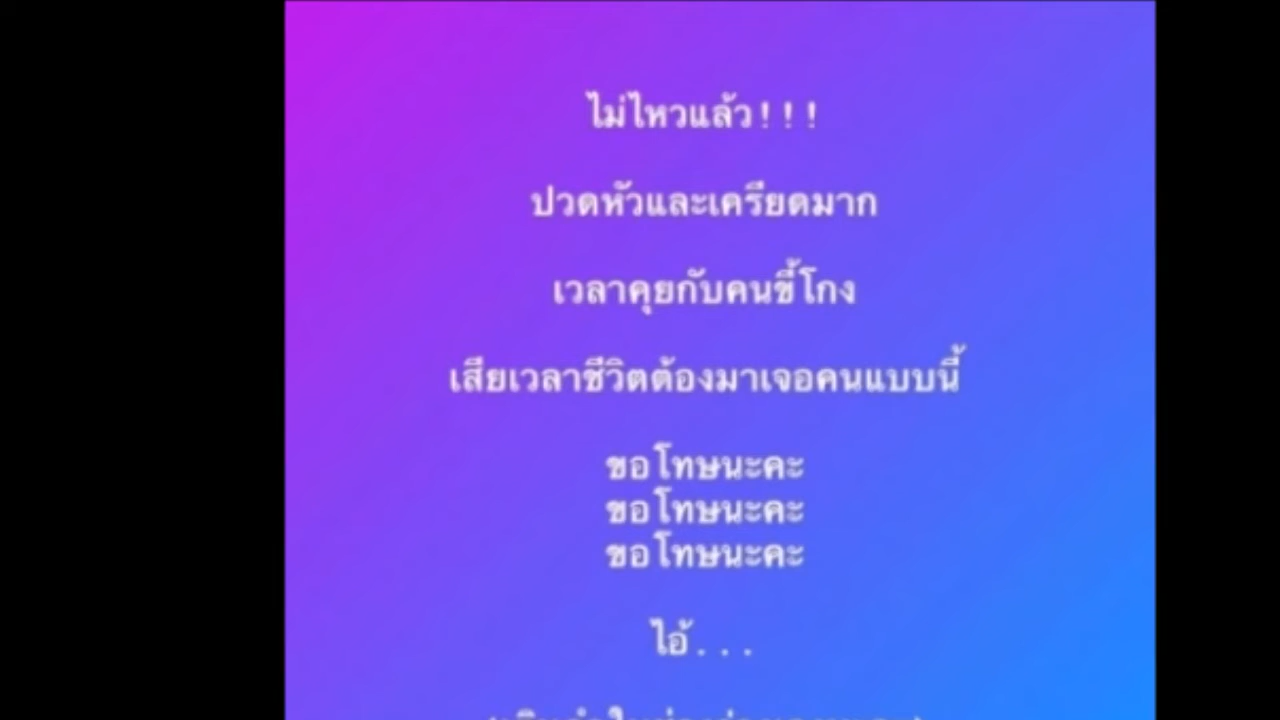 ไม่ไหวแล้ว!!!
ปวดหัวและเครียดมาก
เวลาคุยกับคนขี้โกง
เสียเวลาชีวิตต้องมาเจอคนแบบนี้
ขอโทษนะคะ
ขอโทษนะคะ
ขอโทษนะคะ
ไอ้...